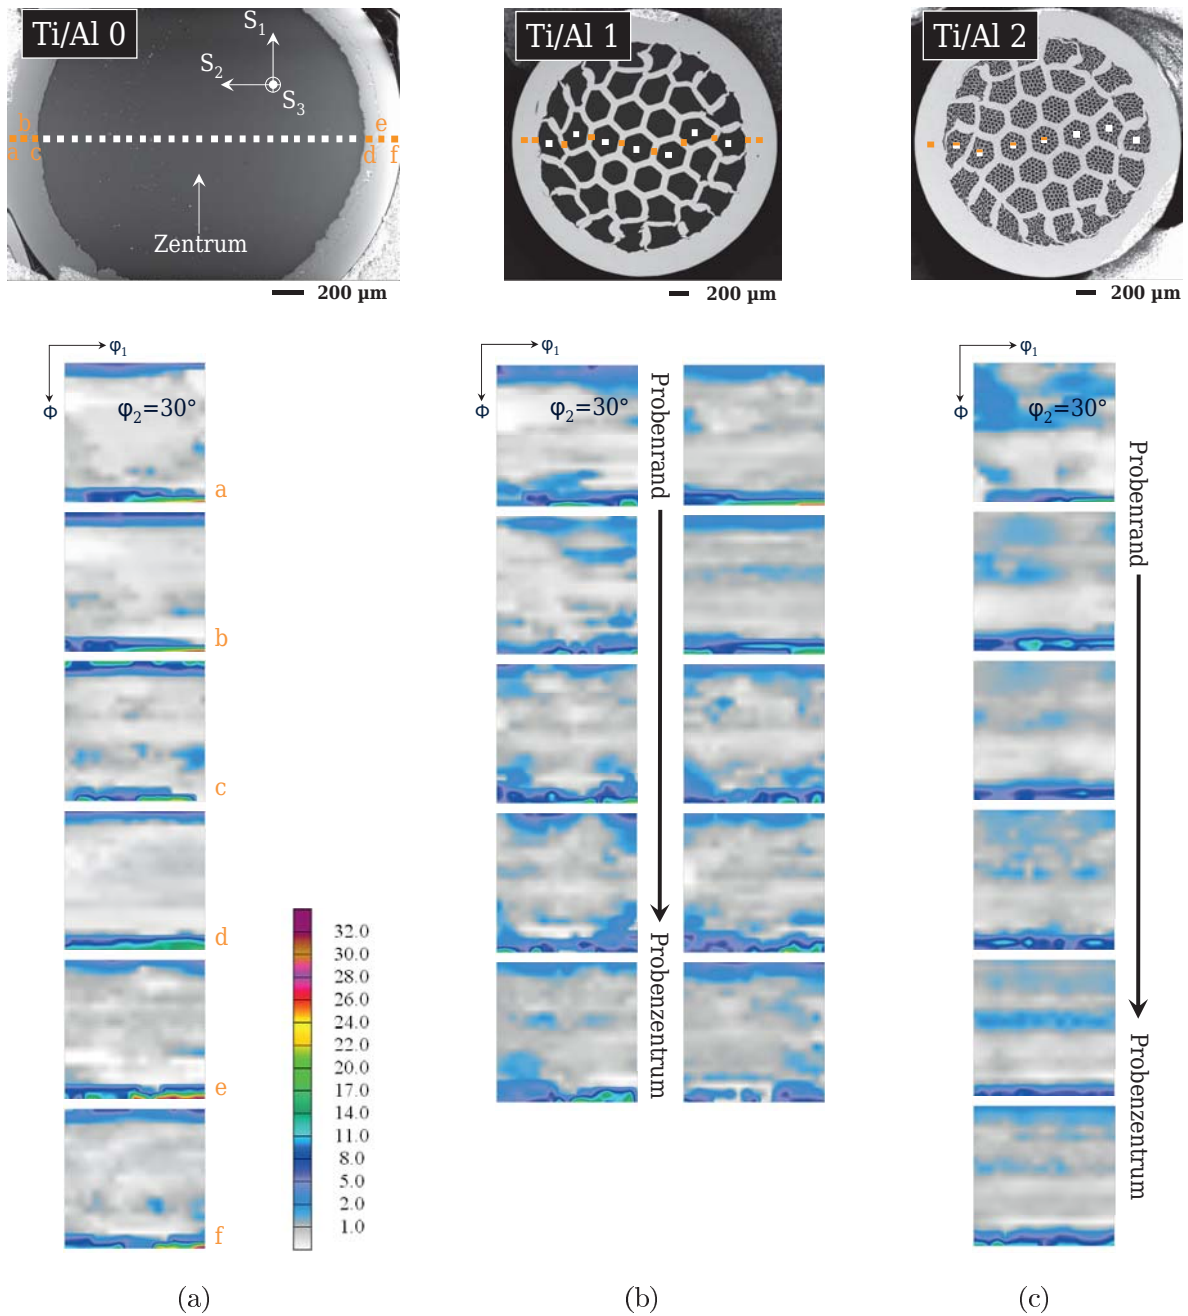 Ti/Al 0
S1
S2
S3
b
e
a
c
d
f
Zentrum
200 µm
Ti/Al 1
200 µm
Ti/Al 2
200 µm
φ1
Φ
φ2=30°
a
b
c
d
e
f
32.0
30.0
28.0
26.0
24.0
22.0
20.0
17.0
14.0
11.0
8.0
5.0
2.0
1.0
(a)
φ1
Φ
φ2=30°
Probenrand
Probenzentrum
(b)
φ1
Φ
φ2=30°
Probenrand
Probenzentrum
(c)